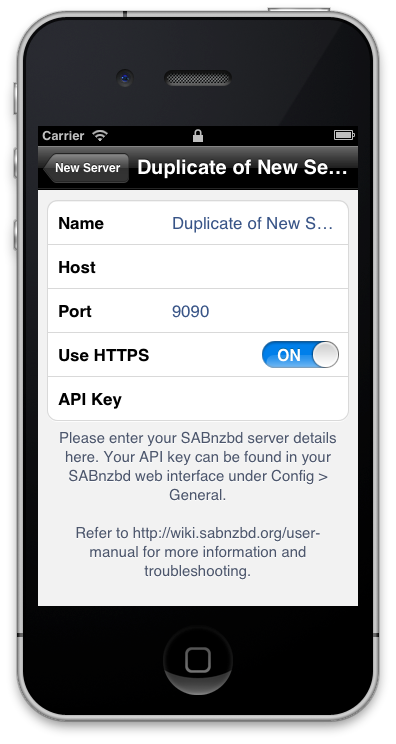 Carrier
New Server
Duplicate of New Se...
Name Duplicate of New S...
Host
Port 9090
Use HTTPS ON
API Key
Please enter your SABnzbd server details
here. Your API key can be found in your
SABnzbd web interface under Config >
General.
Refer to http://wiki.sabnzbd.org/user-
manual for more information and
troubleshooting.